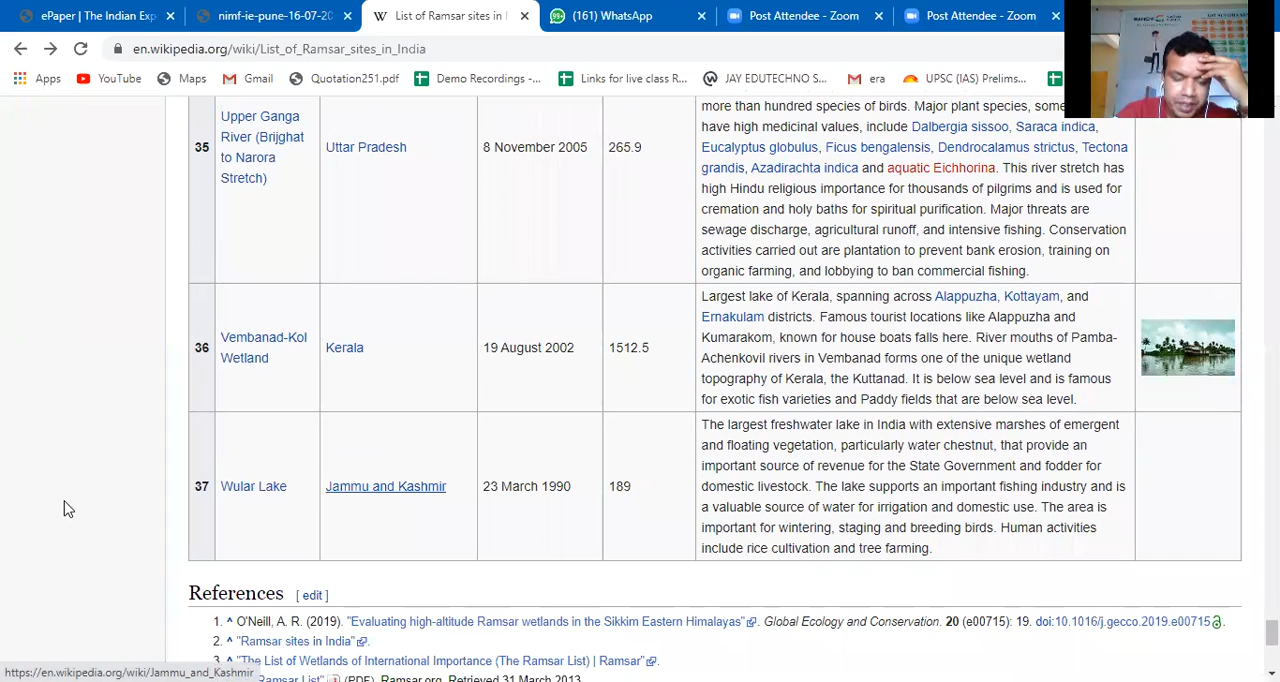 ePaper | The Indian Exp
nimf-ie-pune-16-07-20
List of Ramsar sites in I
(161) WhatsApp
Post Attendee - Zoom
Post Attendee - Zoom
en.wikipedia.org/wiki/List_of_Ramsar_sites_in_India
Apps
YouTube
Maps
Gmail
Quotation251.pdf
Demo Recordings -...
Links for live class R...
JAY EDUTECHNO S...
era
UPSC (IAS) Prelims...
35
Upper Ganga
River (Brijghat
to Narora
Stretch)
Uttar Pradesh
8 November 2005
265.9
more than hundred species of birds. Major plant species, some
have high medicinal values, include Dalbergia sissoo, Saraca indica,
Eucalyptus globulus, Ficus bengalensis, Dendrocalamus strictus, Tectona
grandis, Azadirachta indica and aquatic Eichhorina. This river stretch has
high Hindu religious importance for thousands of pilgrims and is used for
cremation and holy baths for spiritual purification. Major threats are
sewage discharge, agricultural runoff, and intensive fishing. Conservation
activities carried out are plantation to prevent bank erosion, training on
organic farming, and lobbying to ban commercial fishing.
36
Vembanad-Kol
Wetland
Kerala
19 August 2002
1512.5
Largest lake of Kerala, spanning across Alappuzha, Kottayam, and
Ernakulam districts. Famous tourist locations like Alappuzha and
Kumarakom, known for house boats falls here. River mouths of Pamba-
Achenkovil rivers in Vembanad forms one of the unique wetland
topography of Kerala, the Kuttanad. It is below sea level and is famous
for exotic fish varieties and Paddy fields that are below sea level.
37
Wular Lake
Jammu and Kashmir
23 March 1990
189
The largest freshwater lake in India with extensive marshes of emergent
and floating vegetation, particularly water chestnut, that provide an
important source of revenue for the State Government and fodder for
domestic livestock. The lake supports an important fishing industry and is
a valuable source of water for irrigation and domestic use. The area is
important for wintering, staging and breeding birds. Human activities
include rice cultivation and tree farming.
References [ edit ]
1. ^ O'Neill, A. R. (2019). "Evaluating high-altitude Ramsar wetlands in the Sikkim Eastern Himalayas". Global Ecology and Conservation. 20 (e00715): 19. doi:10.1016/j.gecco.2019.e00715.
2. ^ "Ramsar sites in India".
3. ^ "The List of Wetlands of International Importance (The Ramsar List) | Ramsar".
https://en.wikipedia.org/wiki/Jammu_and_Kashmir
Ramsar List" (PDF). Ramsar.org. Retrieved 31 March 2013.